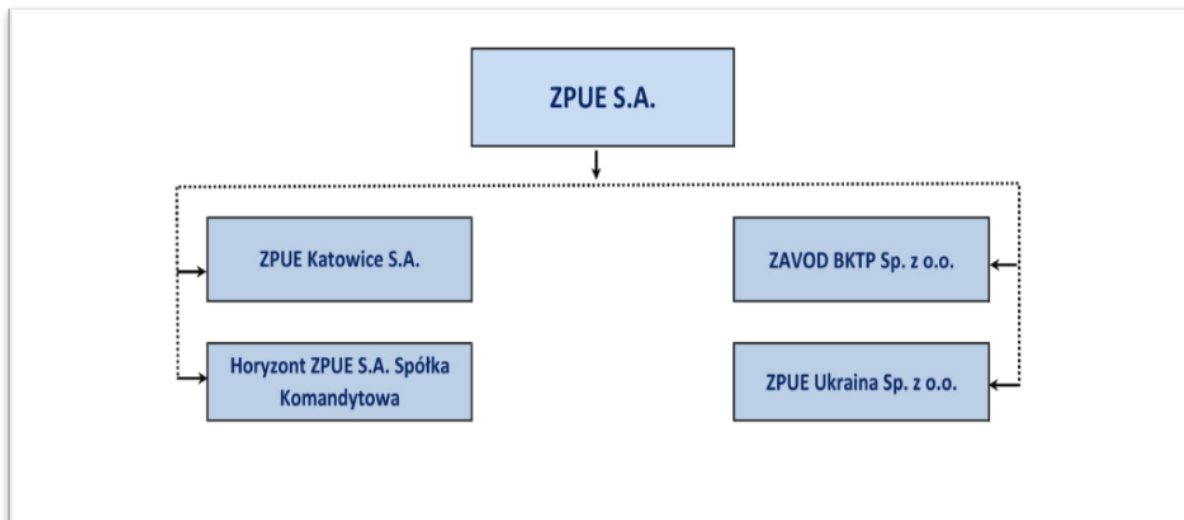 ZPUE S.A.
ZPUE Katowice S.A.
ZAVOD BKTP Sp. z o.o.
Horyzont ZPUE S.A. Spółka
Komandytowa
ZPUE Ukraina Sp. z o.o.